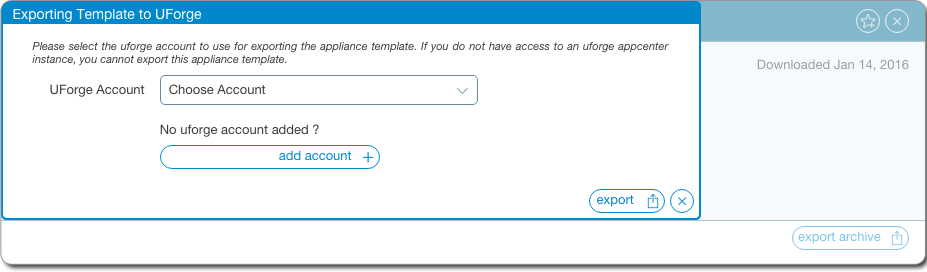 Exporting Template to UForge
Please select the uforge account to use for exporting the appliance template. If you do not have access to an uforge appcenter
instance, you cannot export this appliance template.
Downloaded Jan 14, 2016
UForge Account
Choose Account
No uforge account added ?
add account
export
export archive